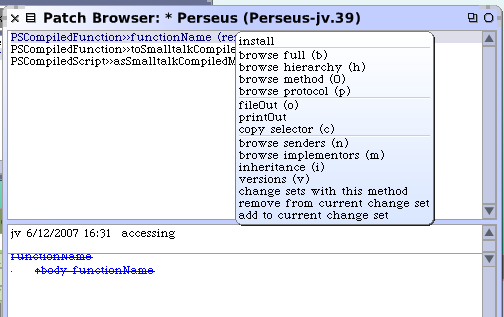 Patch Browser: * Perseus (Perseus-jv.39)
PSCompiledFunction>>functionName (re
PSCompiledFunction>>toSmalltalkCompile
PSCompiledScript>>asSmalltalkCompiledM
install
browse full (b)
browse hierarchy (h)
browse method (O)
browse protocol (p)
fileOut (o)
printOut
copy selector (c)
browse senders (n)
browse implementors (m)
inheritance (i)
versions (v)
change sets with this method
remove from current change set
add to current change set
jv 6/12/2007 16:31 accessing
functionName
↑body functionName